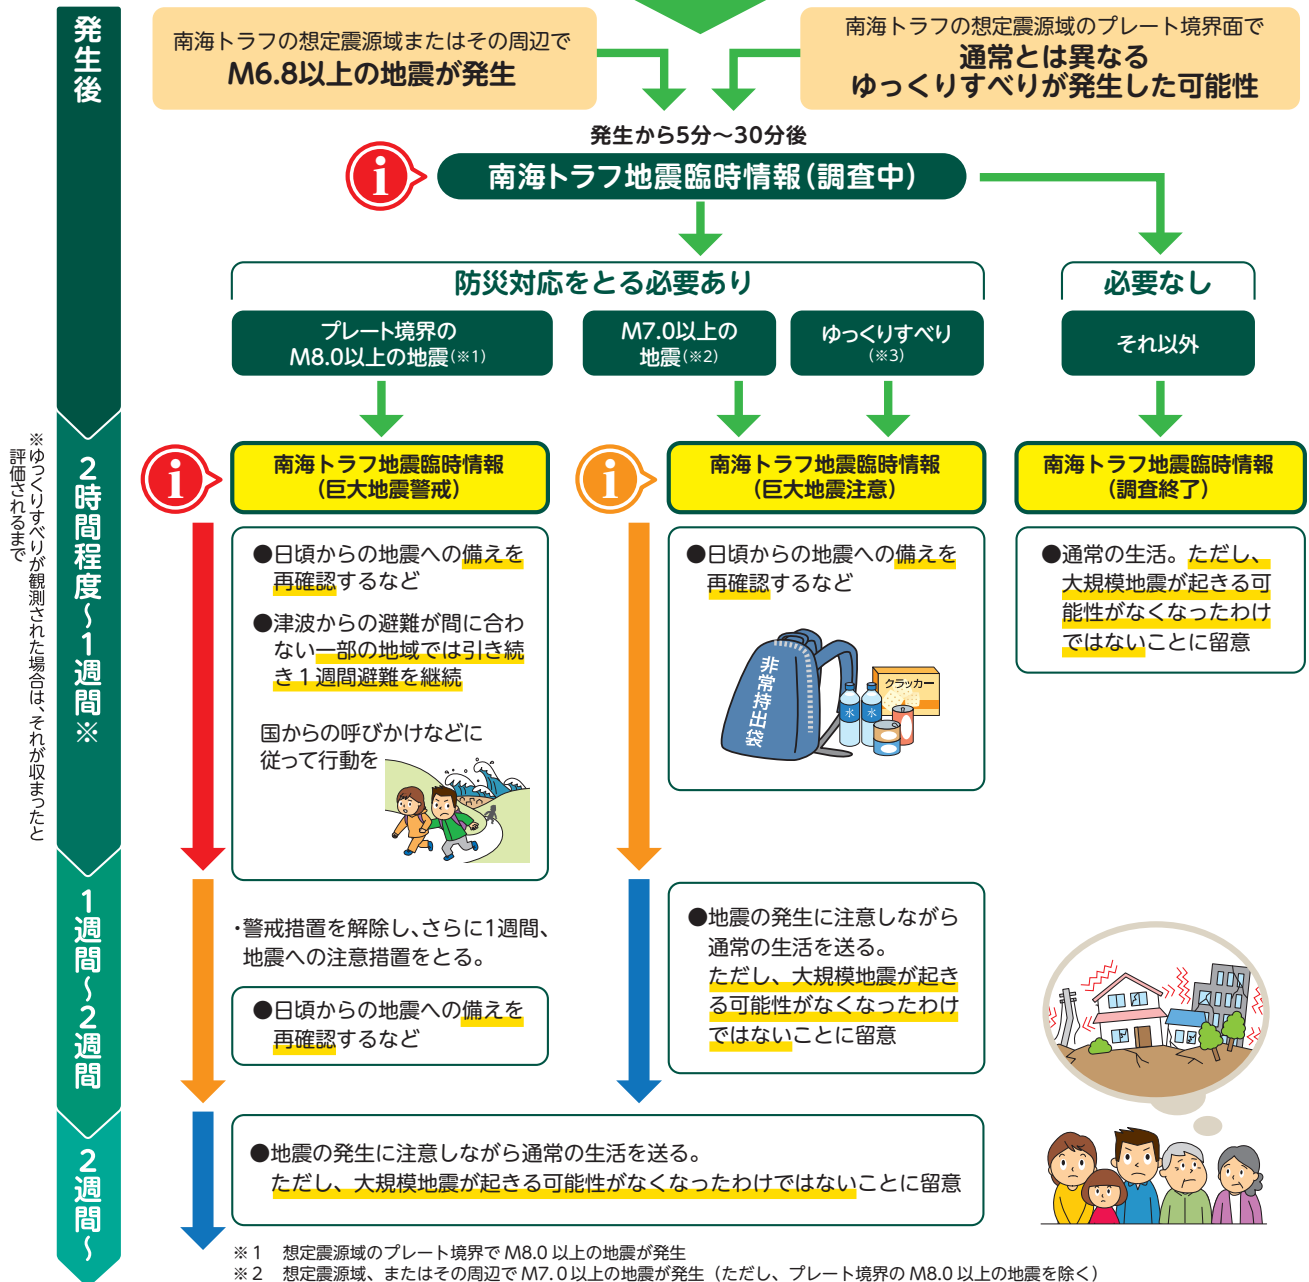 発生後
南海トラフの想定震源域またはその周辺で
M6.8以上の地震が発生
南海トラフの想定震源域のプレート境界面で
通常とは異なる
ゆっくりすべりが発生した可能性
発生から5分～30分後
i
南海トラフ地震臨時情報（調査中）
防災対応をとる必要あり
必要なし
プレート境界の
M8.0以上の地震(※1)
M7.0以上の
地震(※2)
ゆっくりすべり
(※3)
それ以外
2時間程度～1週間※
※ゆっくりすべりが観測された場合は、それが収まったと
評価されるまで
i
南海トラフ地震臨時情報
（巨大地震警戒）
i
南海トラフ地震臨時情報
（巨大地震注意）
南海トラフ地震臨時情報
（調査終了）
●日頃からの地震への備えを
再確認するなど
●津波からの避難が間に合わ
ない一部の地域では引き続
き1週間避難を継続
国からの呼びかけなどに
従って行動を
●日頃からの地震への備えを
再確認するなど
非常持出袋
水
水
クラッカー
●通常の生活。ただし、
大規模地震が起きる可
能性がなくなったわけ
ではないことに留意
1週間～2週間
・警戒措置を解除し、さらに1週間、
地震への注意措置をとる。
●日頃からの地震への備えを
再確認するなど
●地震の発生に注意しながら
通常の生活を送る。
ただし、大規模地震が起き
る可能性がなくなったわけ
ではないことに留意
2週間～
●地震の発生に注意しながら通常の生活を送る。
ただし、大規模地震が起きる可能性がなくなったわけではないことに留意
※1 想定震源域のプレート境界でM8.0以上の地震が発生
※2 想定震源域、またはその周辺でM7.0以上の地震が発生（ただし、プレート境界のM8.0以上の地震を除く）